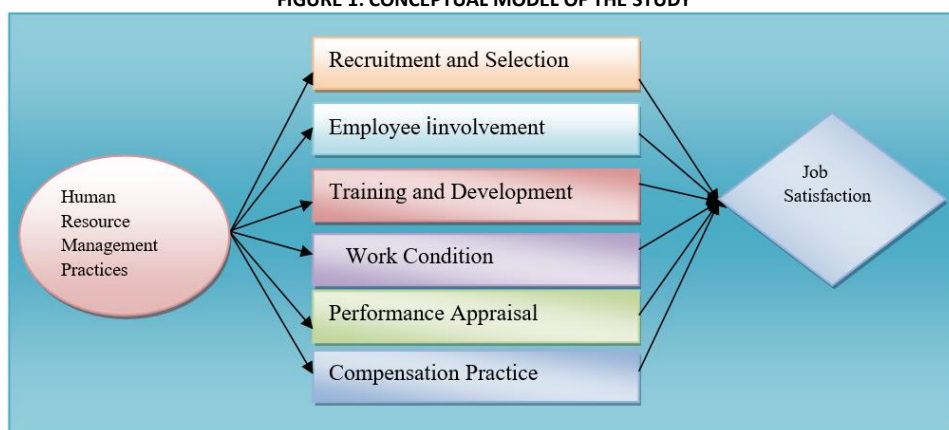 FIGURE 1: CONCEPTUAL MODEL OF THE STUDY
Recruitment and Selection
Employee İinvolvement
Training and Development
Work Condition
Performance Appraisal
Compensation Practice
Human
Resource
Management
Practices
Job
Satisfaction